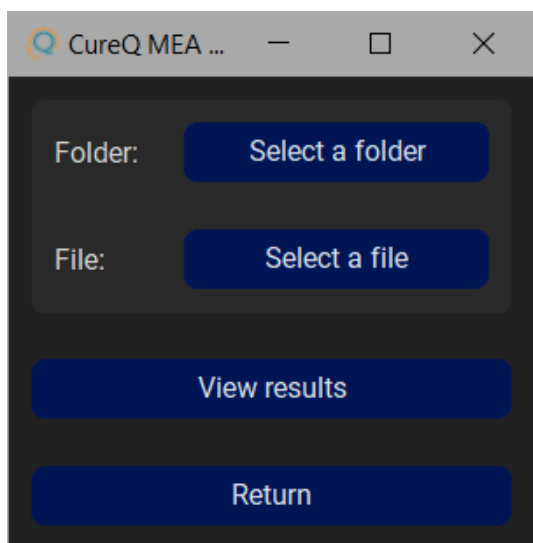 CureQ MEA ...
Folder:
Select a folder
File:
Select a file
View results
Return